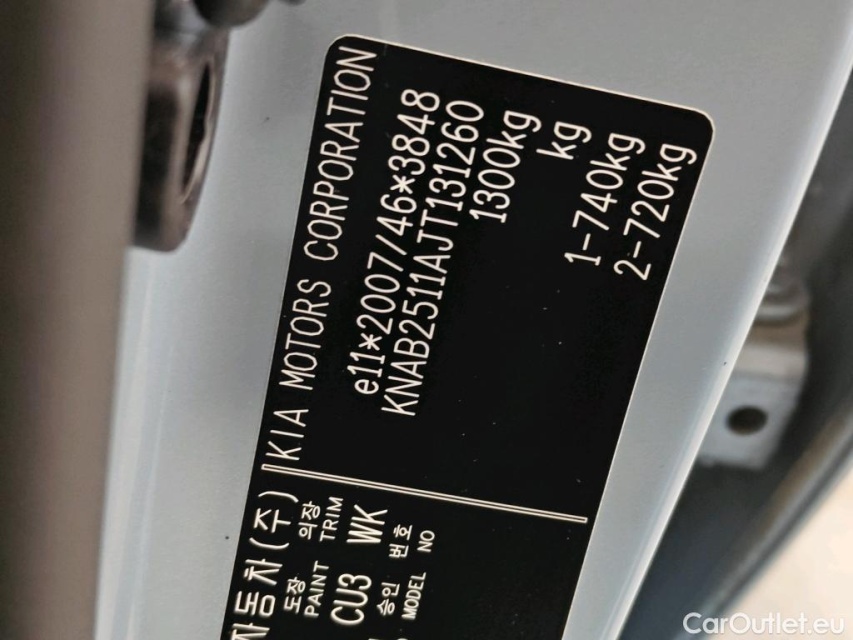 KIA MOTORS CORPORATION
e11*2007/46*3848
KNAB2511AJT131260
1300kg
kg
1-740kg
2-720kg
자동차(주)
도장 의장
PAINT TRIM
CU3 WK
승인 번호
MODEL NO
CarOutlet.eu